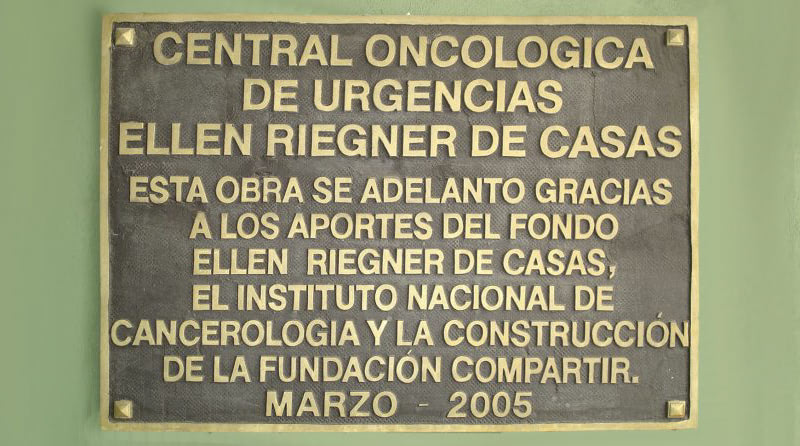 CENTRAL ONCOLOGICA
DE URGENCIAS
ELLEN RIEGNER DE CASAS
ESTA OBRA SE ADELANTO GRACIAS
A LOS APORTES DEL FONDO
ELLEN RIEGNER DE CASAS,
EL INSTITUTO NACIONAL DE
CANCEROLOGIA Y LA CONSTRUCCIÓN
DE LA FUNDACIÓN COMPARTIR.
MARZO - 2005